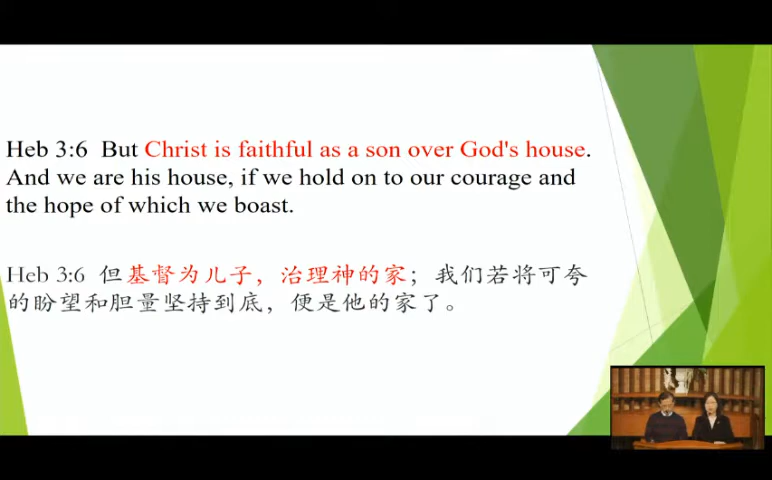 Heb 3:6  But Christ is faithful as a son over God's house.
And we are his house, if we hold on to our courage and
the hope of which we boast.
Heb 3:6  但基督为儿子，治理神的家；我们若将可夸
的盼望和胆量坚持到底，便是他的家了。